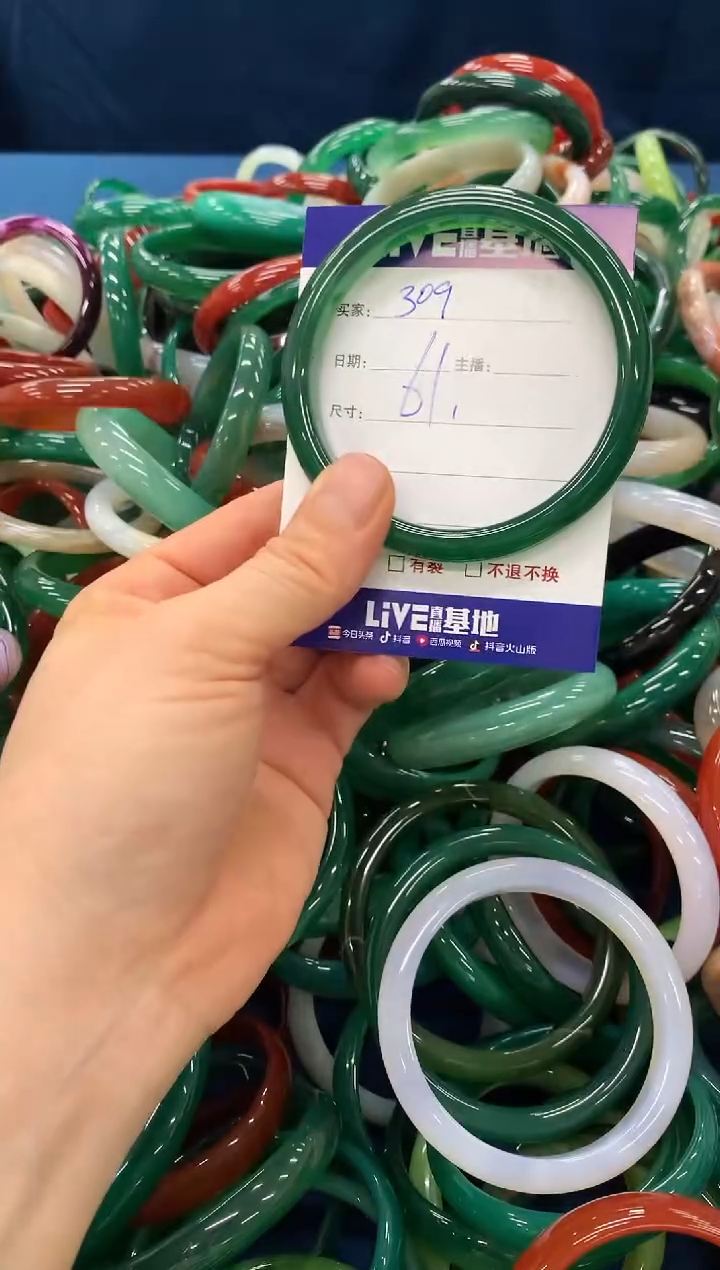 LiVE直播基地
买家: 309
日期: 主播:
尺寸: 61.
有裂 不退不换
LiVE直播基地
今日头条 抖音 西瓜视频 抖音火山版